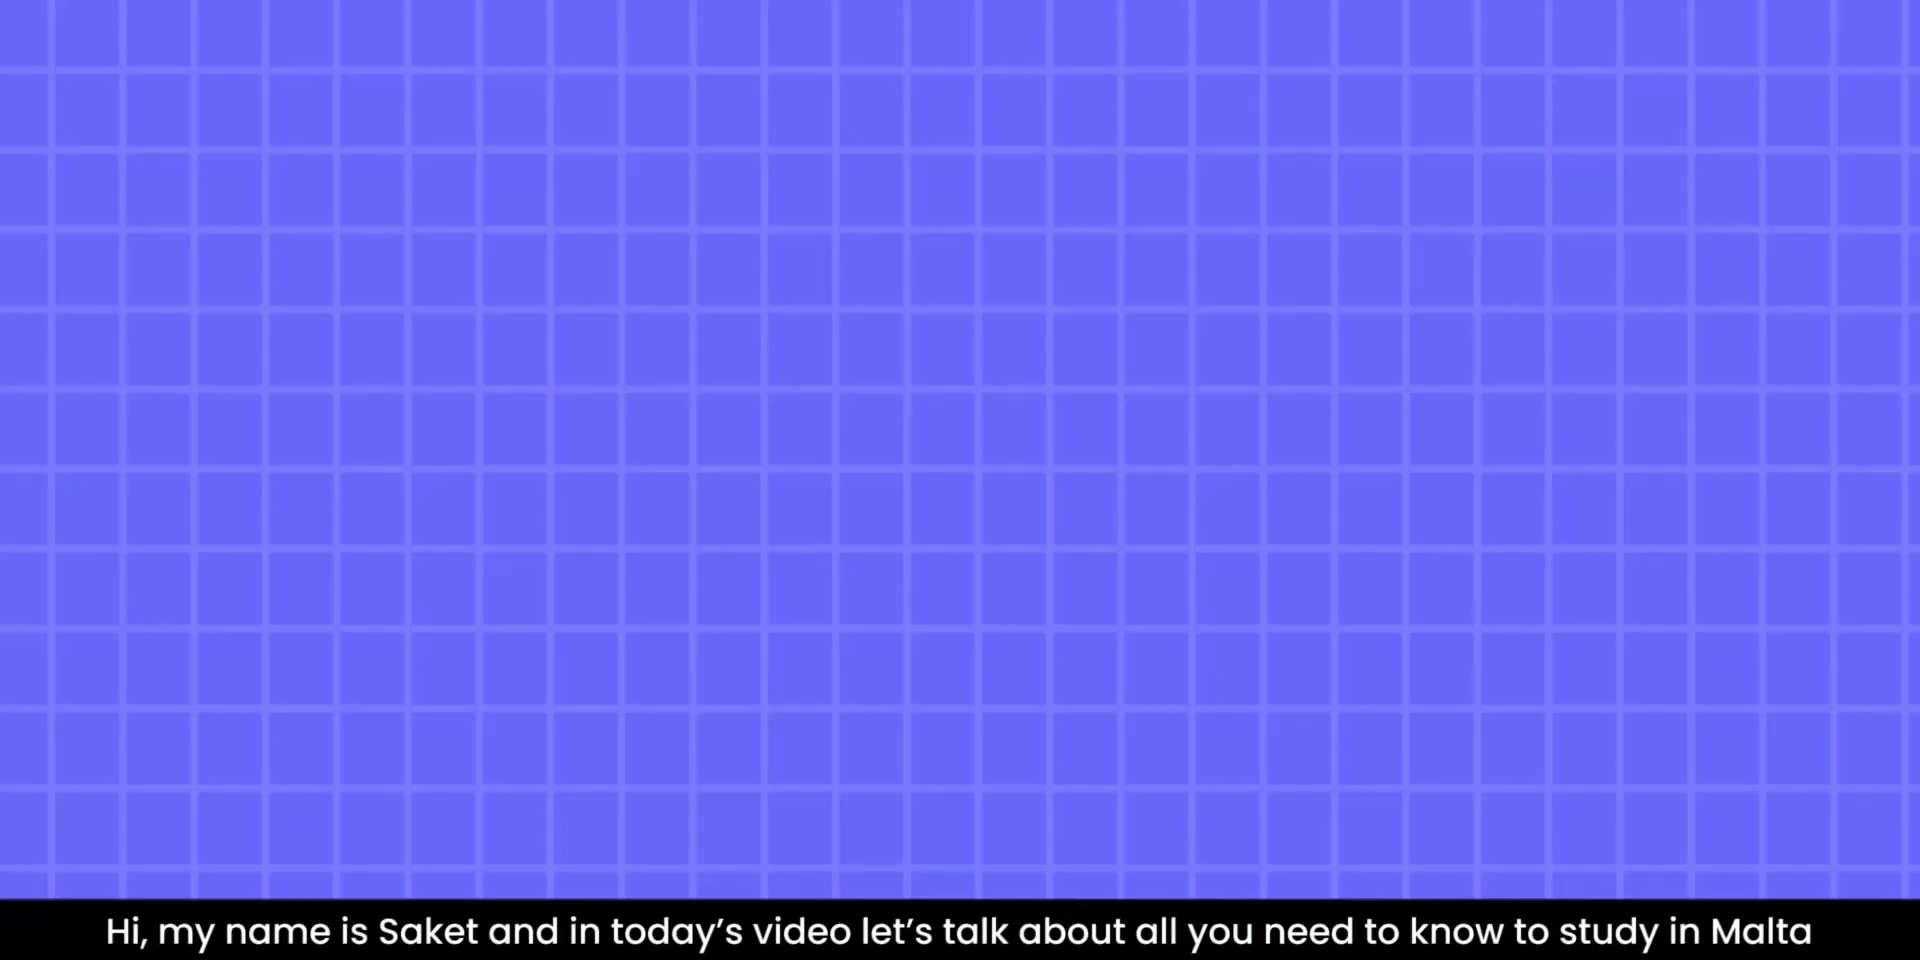 Hi, my name is Saket and in today’s video let’s talk about all you need to know to study in Malta